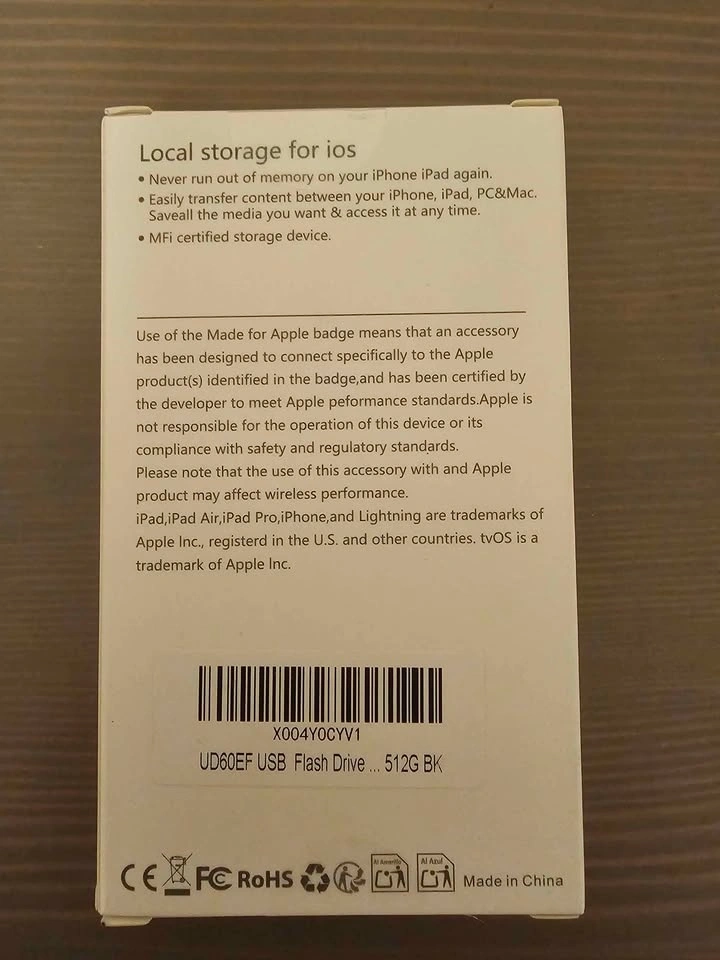 Local storage for ios
• Never run out of memory on your iPhone iPad again.
• Easily transfer content between your iPhone, iPad, PC&Mac.
Saveall the media you want & access it at any time.
• MFi certified storage device.
Use of the Made for Apple badge means that an accessory
has been designed to connect specifically to the Apple
product(s) identified in the badge,and has been certified by
the developer to meet Apple peformance standards.Apple is
not responsible for the operation of this device or its
compliance with safety and regulatory standards.
Please note that the use of this accessory with and Apple
product may affect wireless performance.
iPad,iPad Air,iPad Pro,iPhone,and Lightning are trademarks of
Apple lnc., registerd in the U.S. and other countries. tvOS is a
trademark of Apple lnc.
X004Y0CYV1
UD60EF USB Flash Drive ... 512G BK
CE FC RoHS Al Amarillo Al Azul Made in China